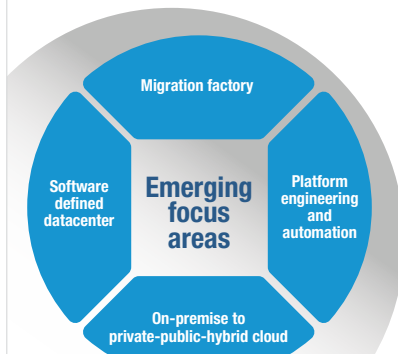 Migration factory
Software
defined
datacenter
Emerging
focus
areas
Platform
engineering
and
automation
On-premise to
private-public-hybrid cloud